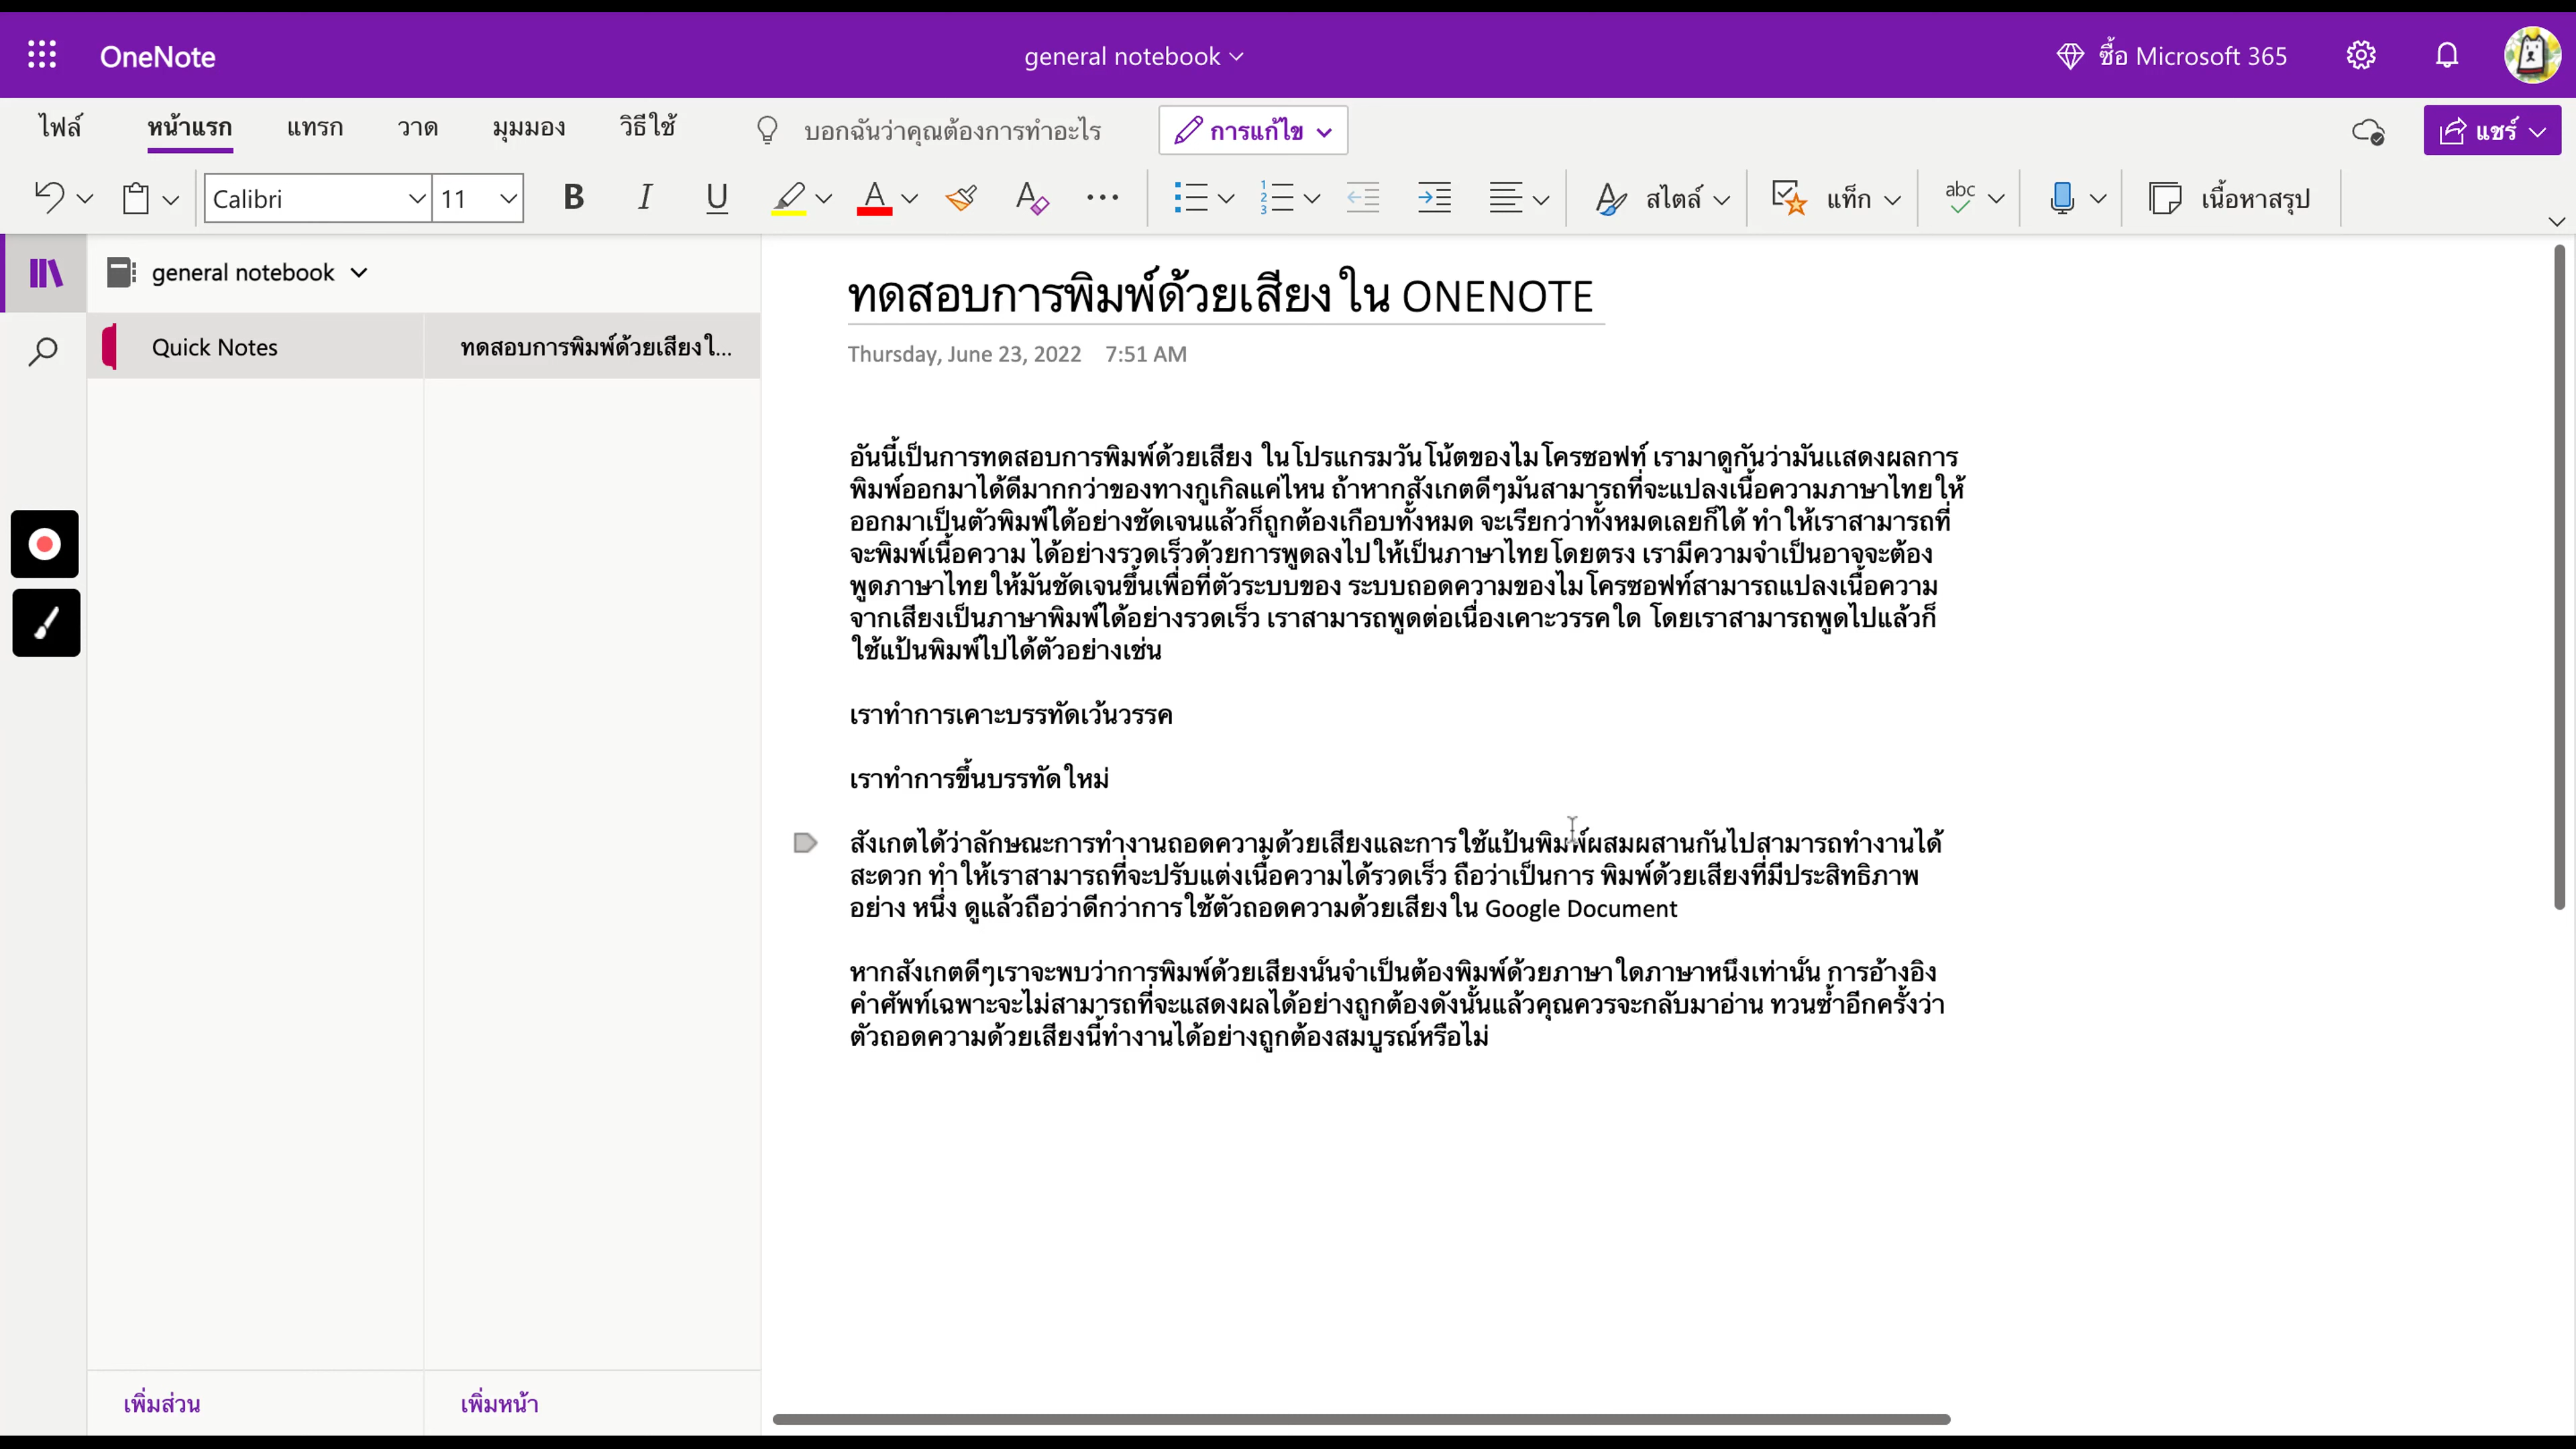 OneNote
general notebook
ซื้อ Microsoft 365
ไฟล์ หน้าแรก แทรก วาด มุมมอง วิธีใช้ บอกฉันว่าคุณต้องการทำอะไร การแก้ไข แชร์
Calibri 11 B I U A A สไตล์ แท็ก abc เนื้อหาสรุป
general notebook
Quick Notes
ทดสอบการพิมพ์ด้วยเสียงใ...
ทดสอบการพิมพ์ด้วยเสียงใน ONENOTE
Thursday, June 23, 2022 7:51 AM
อันนี้เป็นการทดสอบการพิมพ์ด้วยเสียง ในโปรแกรมวันโน้ตของไมโครซอฟท์ เรามาดูกันว่ามันแสดงผลการ
พิมพ์ออกมาได้ดีมากกว่าของทางกูเกิลแค่ไหน ถ้าหากสังเกตดีๆมันสามารถที่จะแปลงเนื้อความภาษาไทยให้
ออกมาเป็นตัวพิมพ์ได้อย่างชัดเจนแล้วก็ถูกต้องเกือบทั้งหมด จะเรียกว่าทั้งหมดเลยก็ได้ ทำให้เราสามารถที่
จะพิมพ์เนื้อความ ได้อย่างรวดเร็วด้วยการพูดลงไปให้เป็นภาษาไทยโดยตรง เรามีความจำเป็นอาจจะต้อง
พูดภาษาไทยให้มันชัดเจนขึ้นเพื่อที่ตัวระบบของ ระบบถอดความของไมโครซอฟท์สามารถแปลงเนื้อความ
จากเสียงเป็นภาษาพิมพ์ได้อย่างรวดเร็ว เราสามารถพูดต่อเนื่องเคาะวรรคใด โดยเราสามารถพูดไปแล้วก็
ใช้แป้นพิมพ์ไปได้ตัวอย่างเช่น
เราทำการเคาะบรรทัดเว้นวรรค
เราทำการขึ้นบรรทัดใหม่
สังเกตได้ว่าลักษณะการทำงานถอดความด้วยเสียงและการใช้แป้นพิมพ์ผสมผสานกันไปสามารถทำงานได้
สะดวก ทำให้เราสามารถที่จะปรับแต่งเนื้อความได้รวดเร็ว ถือว่าเป็นการ พิมพ์ด้วยเสียงที่มีประสิทธิภาพ
อย่าง หนึ่ง ดูแล้วถือว่าดีกว่าการใช้ตัวถอดความด้วยเสียงใน Google Document
หากสังเกตดีๆเราจะพบว่าการพิมพ์ด้วยเสียงนั้นจำเป็นต้องพิมพ์ด้วยภาษาใดภาษาหนึ่งเท่านั้น การอ้างอิง
คำศัพท์เฉพาะจะไม่สามารถที่จะแสดงผลได้อย่างถูกต้องดังนั้นแล้วคุณควรจะกลับมาอ่าน ทวนซ้ำอีกครั้งว่า
ตัวถอดความด้วยเสียงนี้ทำงานได้อย่างถูกต้องสมบูรณ์หรือไม่
เพิ่มส่วน
เพิ่มหน้า